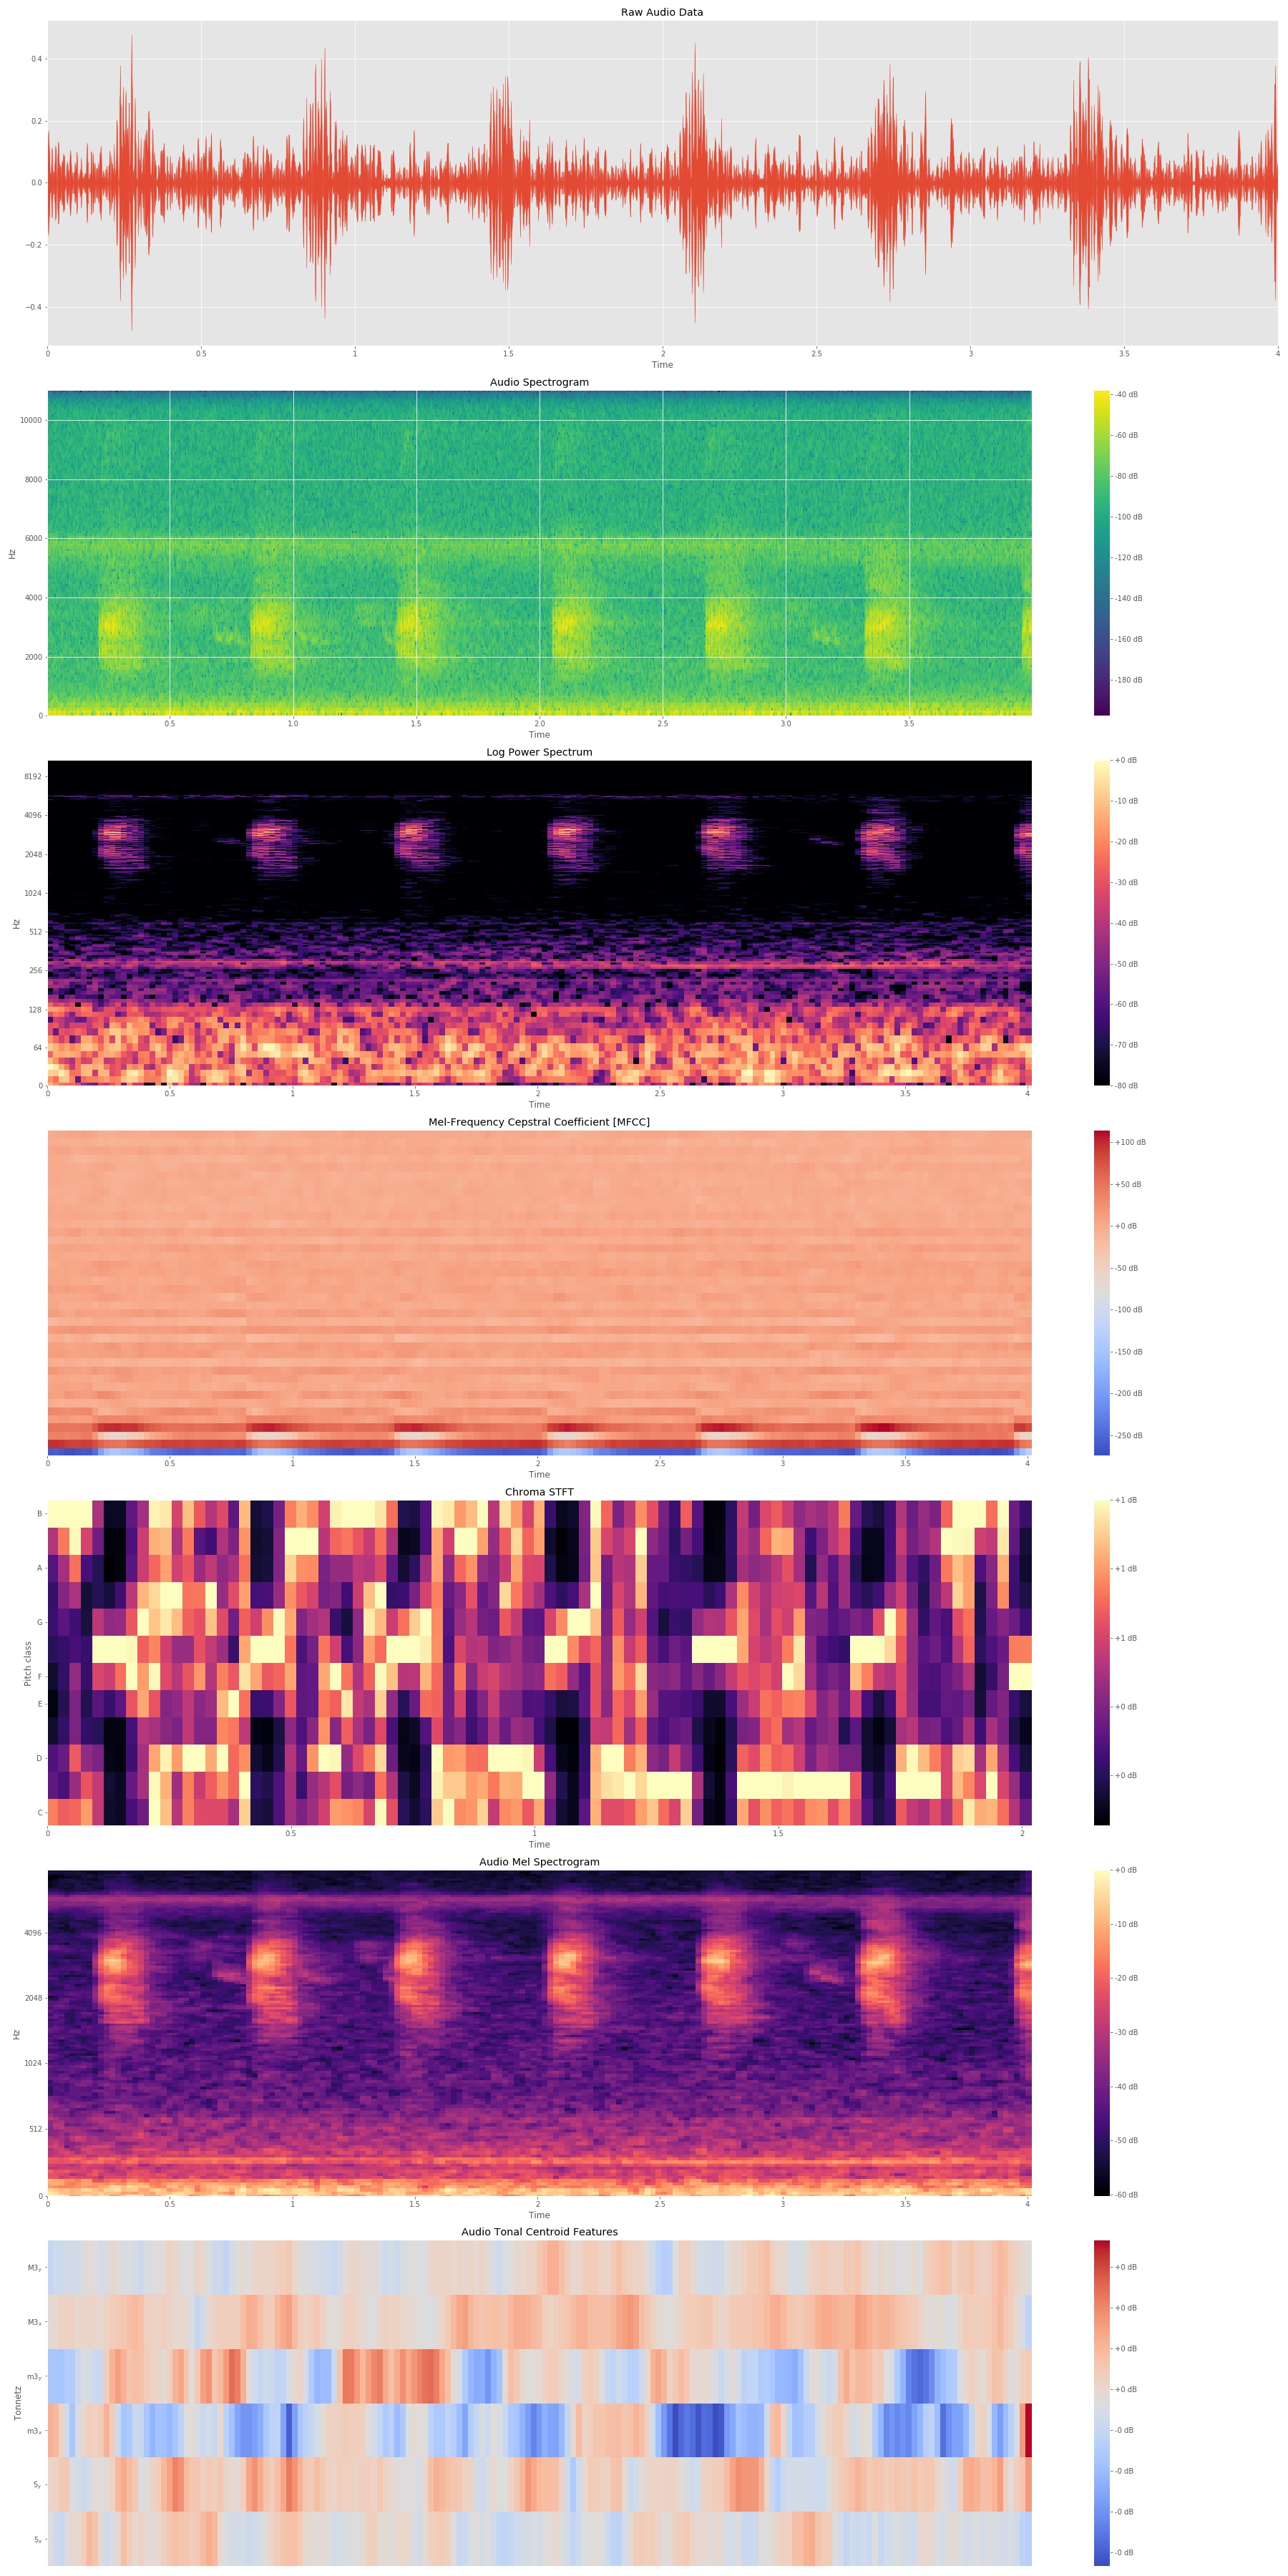 Raw Audio Data
0.4
0.2
0.0
−0.2
−0.4
0 0.5 1 1.5 2 2.5 3 3.5 4
Time
Audio Spectrogram
10000
8000
6000
4000
2000
0
Hz
0.5 1.0 1.5 2.0 2.5 3.0 3.5
Time
-40 dB
-60 dB
-80 dB
-100 dB
-120 dB
-140 dB
-160 dB
-180 dB
Log Power Spectrum
8192
4096
2048
1024
512
256
128
64
0
Hz
0 0.5 1 1.5 2 2.5 3 3.5 4
Time
+0 dB
-10 dB
-20 dB
-30 dB
-40 dB
-50 dB
-60 dB
-70 dB
-80 dB
Mel-Frequency Cepstral Coefficient [MFCC]
0 0.5 1 1.5 2 2.5 3 3.5 4
Time
+100 dB
+50 dB
+0 dB
-50 dB
-100 dB
-150 dB
-200 dB
-250 dB
Chroma STFT
B
A
G
F
E
D
C
Pitch class
0 0.5 1 1.5 2
Time
+1 dB
+1 dB
+1 dB
+0 dB
+0 dB
Audio Mel Spectrogram
4096
2048
1024
512
0
Hz
0 0.5 1 1.5 2 2.5 3 3.5 4
Time
+0 dB
-10 dB
-20 dB
-30 dB
-40 dB
-50 dB
-60 dB
Audio Tonal Centroid Features
M3y
M3x
m3y
m3x
5y
5x
Tonnetz
+0 dB
+0 dB
+0 dB
+0 dB
-0 dB
-0 dB
-0 dB
-0 dB